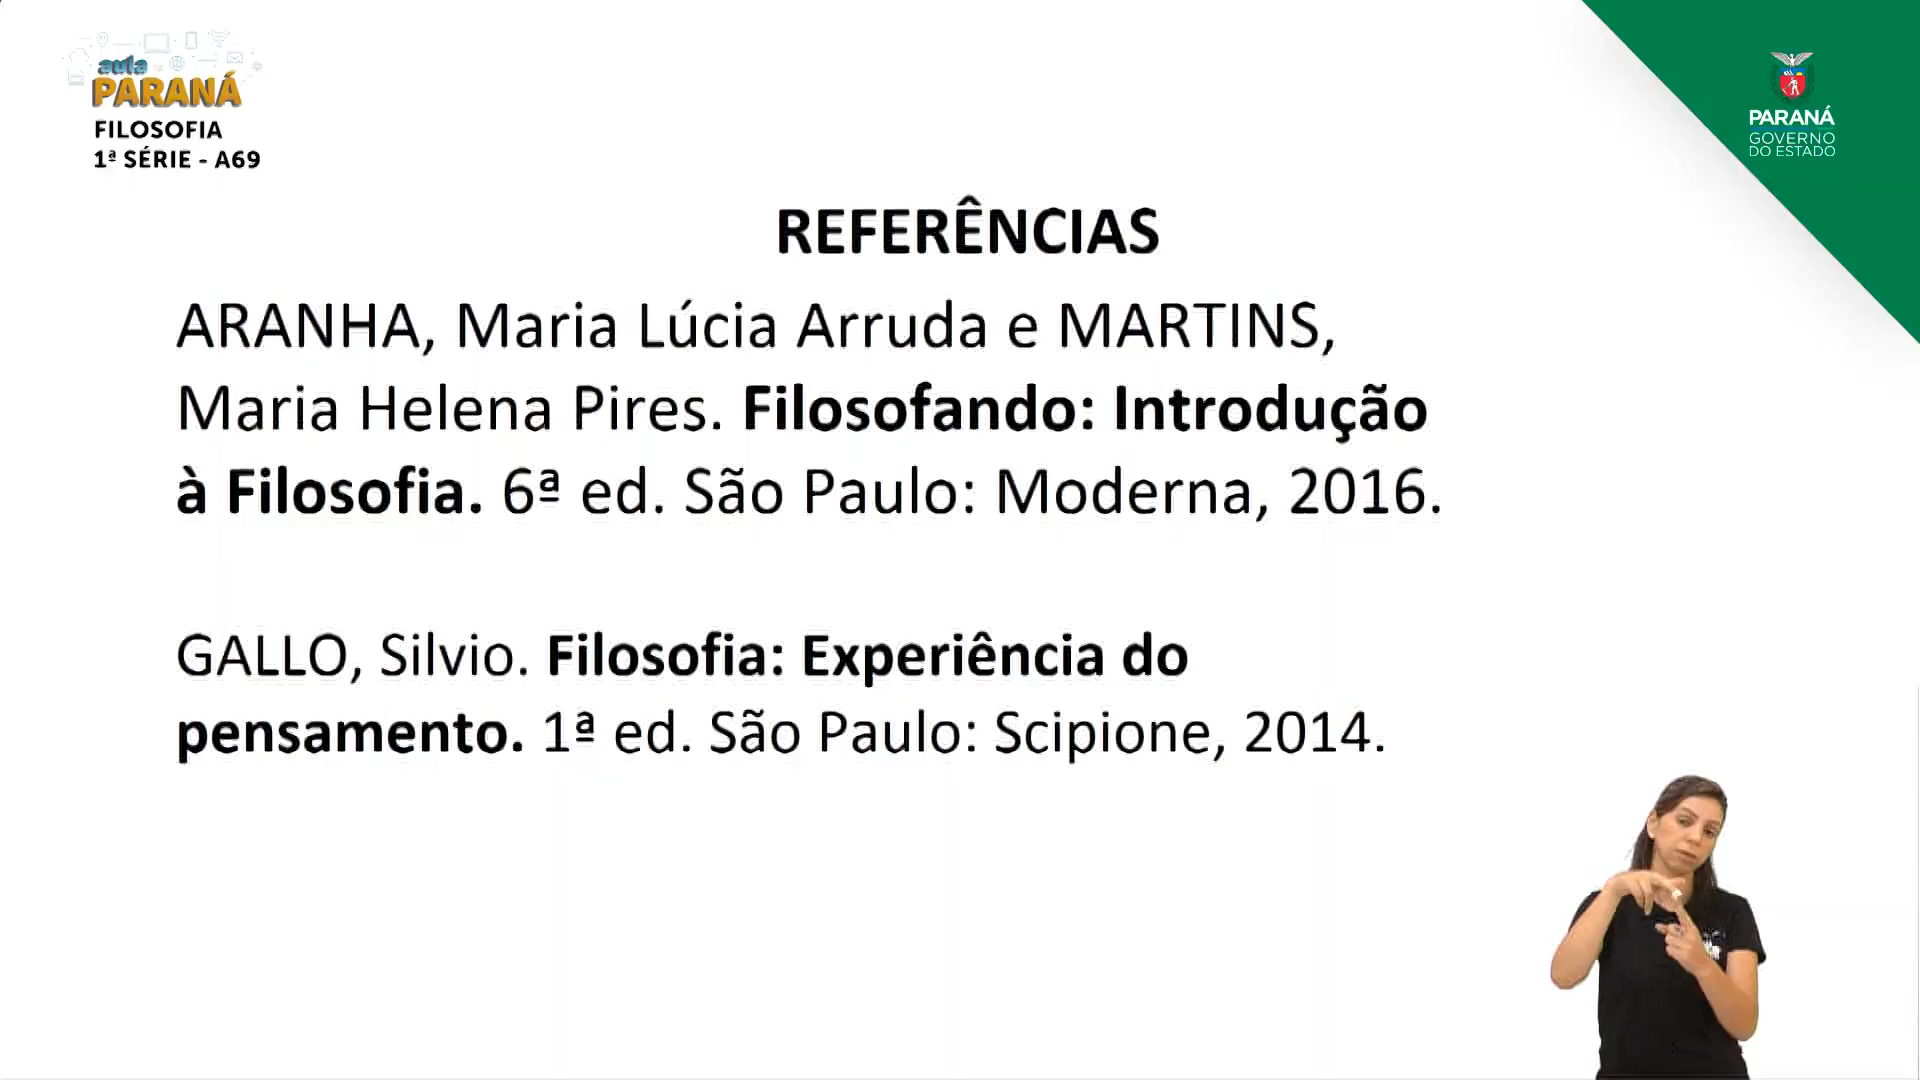 aula
PARANÁ
FILOSOFIA
1ª SÉRIE - A69
PARANÁ
GOVERNO
DO ESTADO
REFERÊNCIAS
ARANHA, Maria Lúcia Arruda e MARTINS,
Maria Helena Pires. Filosofando: Introdução
à Filosofia. 6ª ed. São Paulo: Moderna, 2016.
GALLO, Silvio. Filosofia: Experiência do
pensamento. 1ª ed. São Paulo: Scipione, 2014.